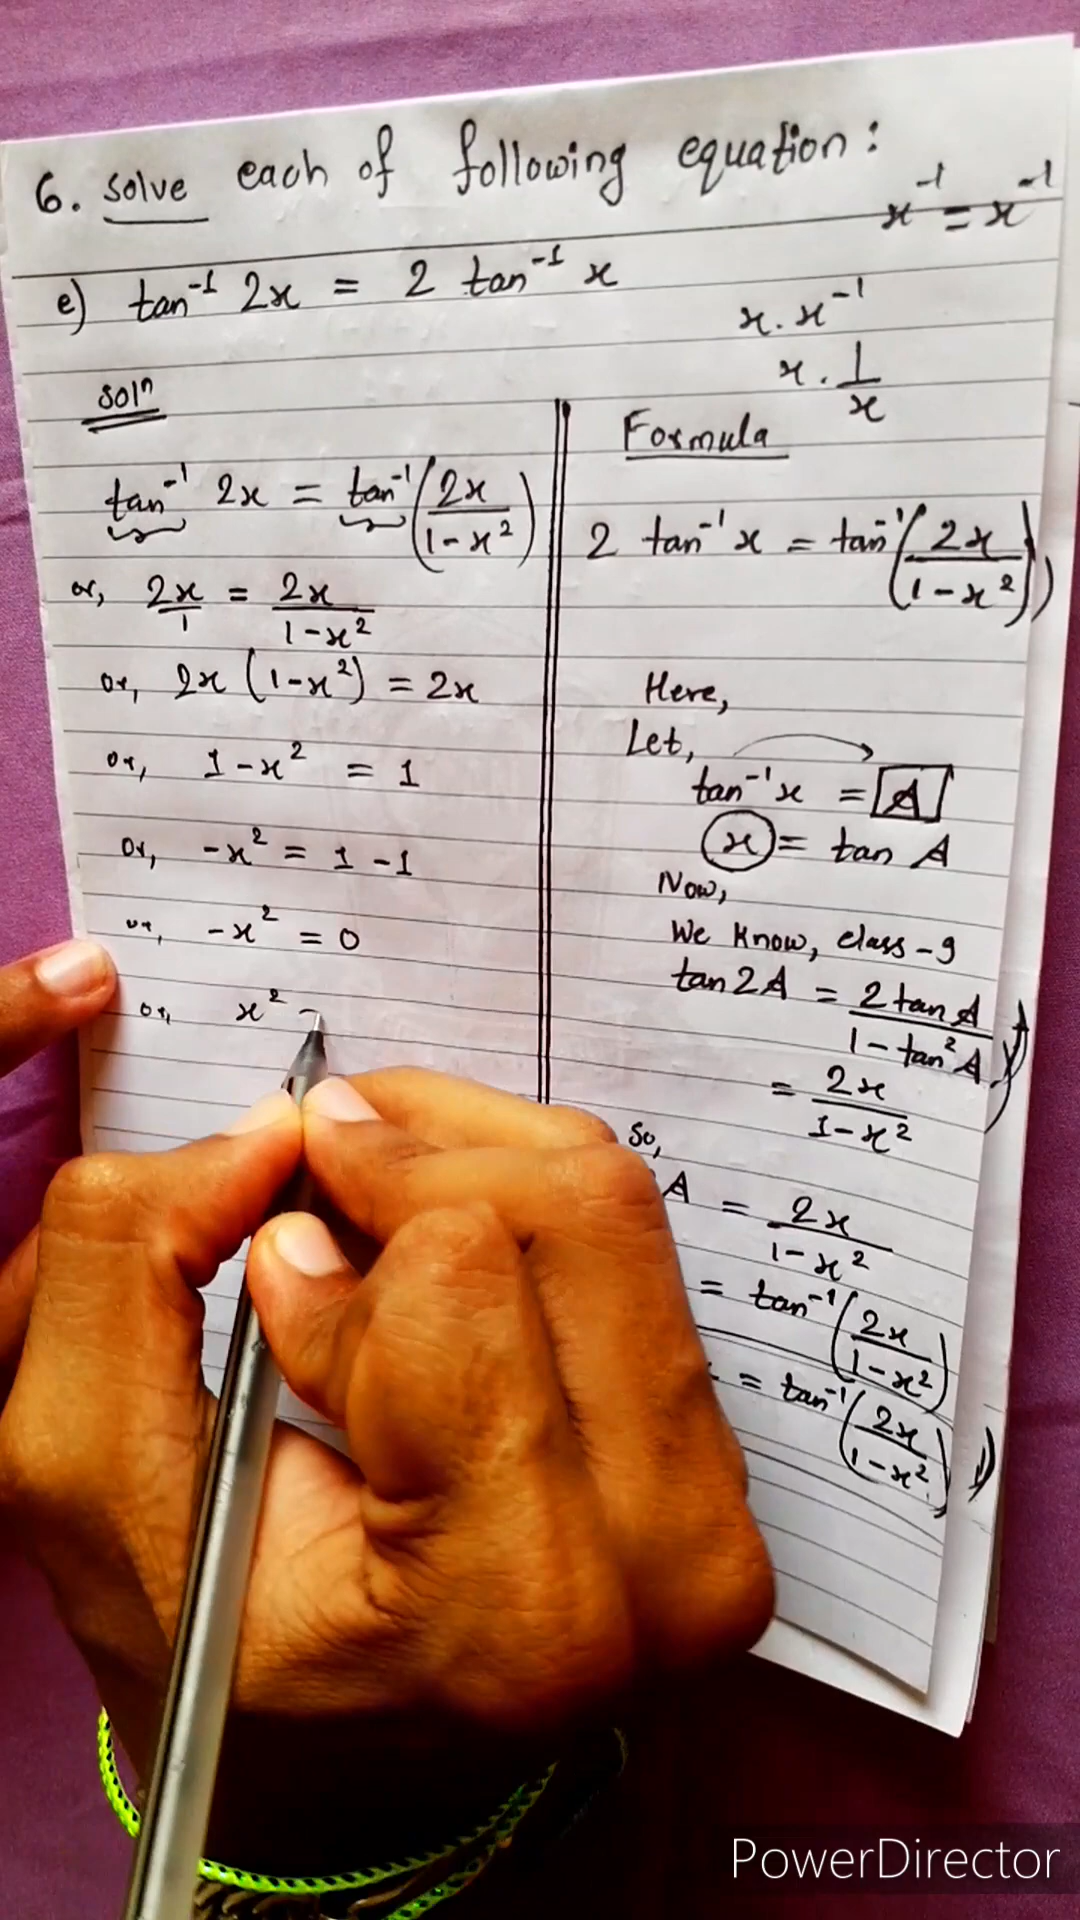 6. solve each of following equation:
x⁻¹ = x⁻¹
e) tan⁻¹ 2x = 2 tan⁻¹ x
x . x⁻¹
x . 1/x
Solⁿ
tan⁻¹ 2x = tan⁻¹(2x/(1-x²))
or, 2x/1 = 2x/(1-x²)
or, 2x (1-x²) = 2x
or, 1-x² = 1
or, -x² = 1 -1
or, -x² = 0
or, x²
Formula
2 tan⁻¹ x = tan⁻¹(2x/(1-x²))
Here,
Let,
tan⁻¹ x = A
x = tan A
Now,
We Know, class-9
tan 2A = 2 tan A/(1 - tan² A)
= 2x/(1-x²)
So,
A = 2x/(1-x²)
= tan⁻¹(2x/(1-x²))
= tan⁻¹(2x/(1-x²))
PowerDirector